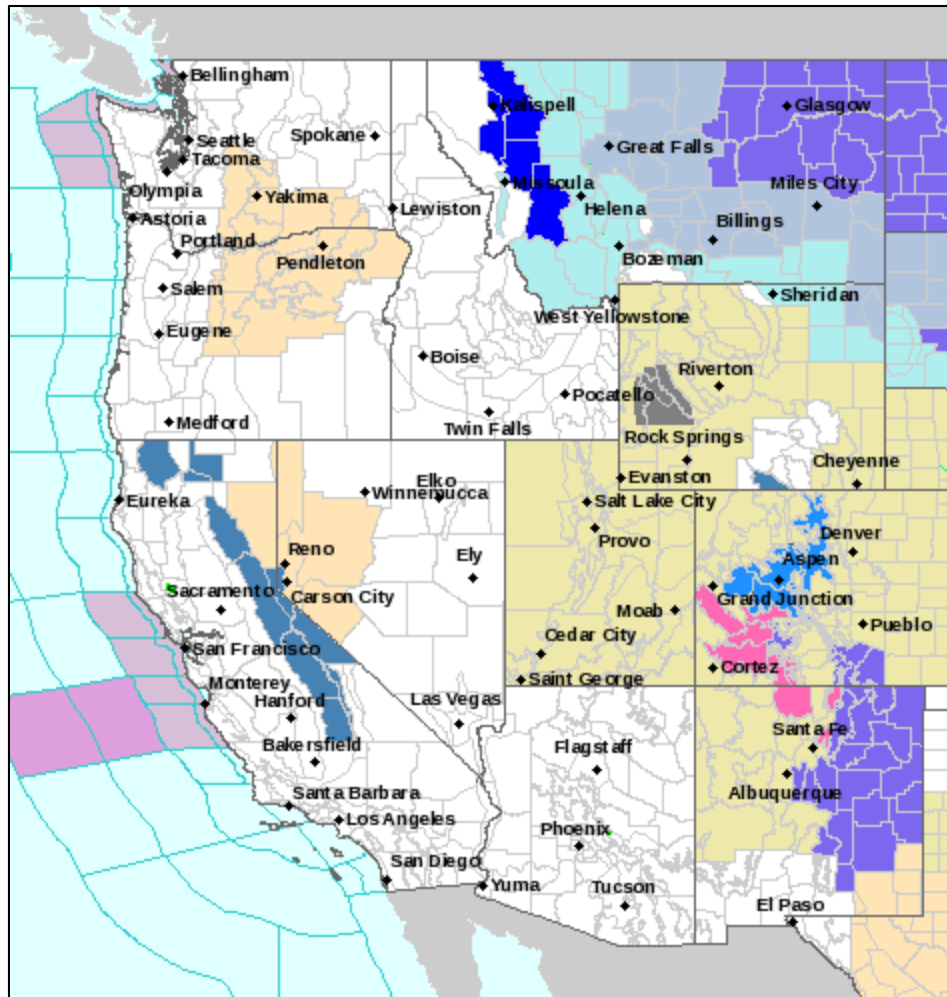 Bellingham
Kalispell
Glasgow
Seattle
Spokane
Great Falls
Tacoma
Olympia
Missoula
Miles City
Yakima
Lewiston
Helena
Astoria
Billings
Portland
Pendleton
Bozeman
Salem
Sheridan
West Yellowstone
Eugene
Boise
Riverton
Pocatello
Medford
Twin Falls
Rock Springs
Cheyenne
Evanston
Elko
Winnemucca
Eureka
Salt Lake City
Denver
Provo
Reno
Ely
Aspen
Sacramento
Carson City
Grand Junction
Moab
Pueblo
Cedar City
San Francisco
Cortez
Saint George
Monterey
Hanford
Las Vegas
Santa Fe
Bakersfield
Flagstaff
Santa Barbara
Albuquerque
Los Angeles
Phoenix
San Diego
Yuma
Tucson
El Paso